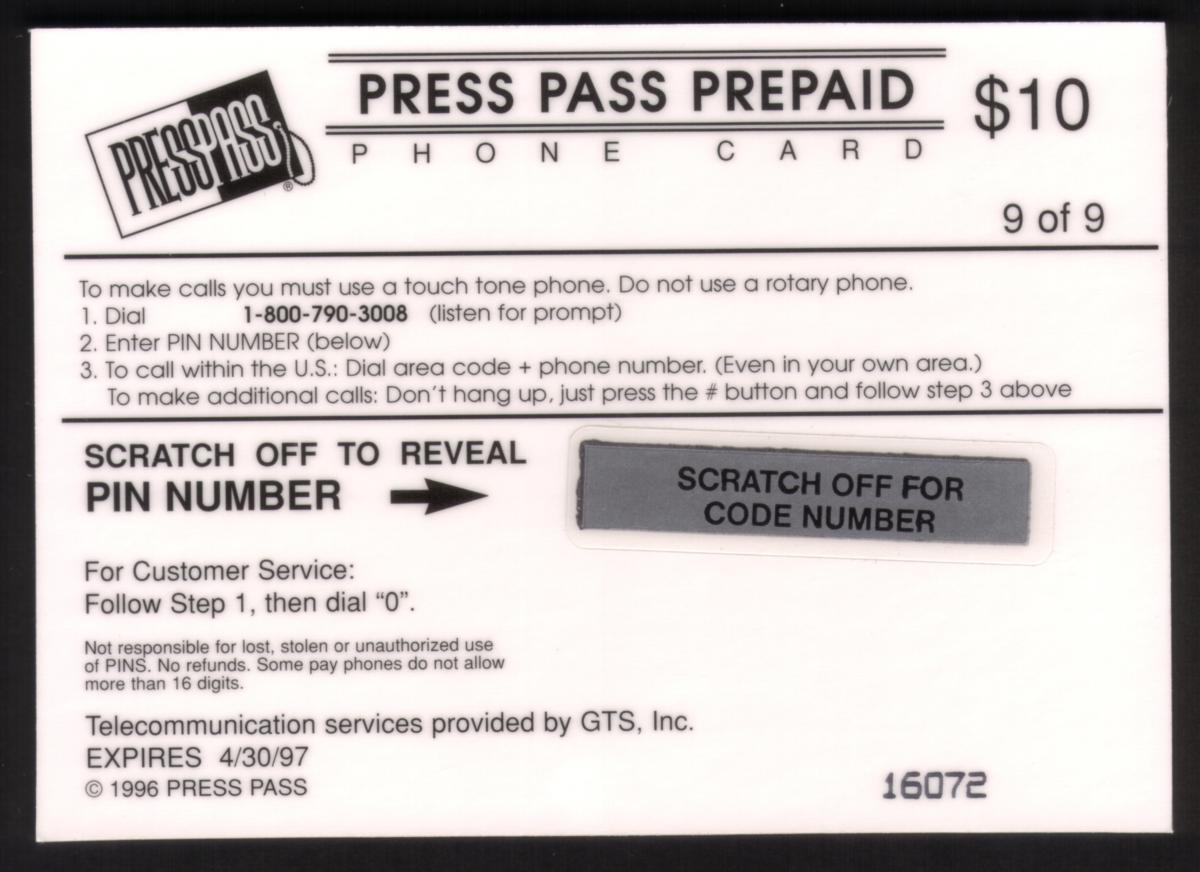 PRESSPASS®
PRESS PASS PREPAID
PHONE CARD
$10
9 of 9
To make calls you must use a touch tone phone. Do not use a rotary phone.
1. Dial 1-800-790-3008 (listen for prompt)
2. Enter PIN NUMBER (below)
3. To call within the U.S.: Dial area code + phone number. (Even in your own area.)
To make additional calls: Don't hang up, just press the # button and follow step 3 above
SCRATCH OFF TO REVEAL
PIN NUMBER
SCRATCH OFF FOR
CODE NUMBER
For Customer Service:
Follow Step 1, then dial “0”.
Not responsible for lost, stolen or unauthorized use
of PINS. No refunds. Some pay phones do not allow
more than 16 digits.
Telecommunication services provided by GTS, Inc.
EXPIRES 4/30/97
© 1996 PRESS PASS
16072